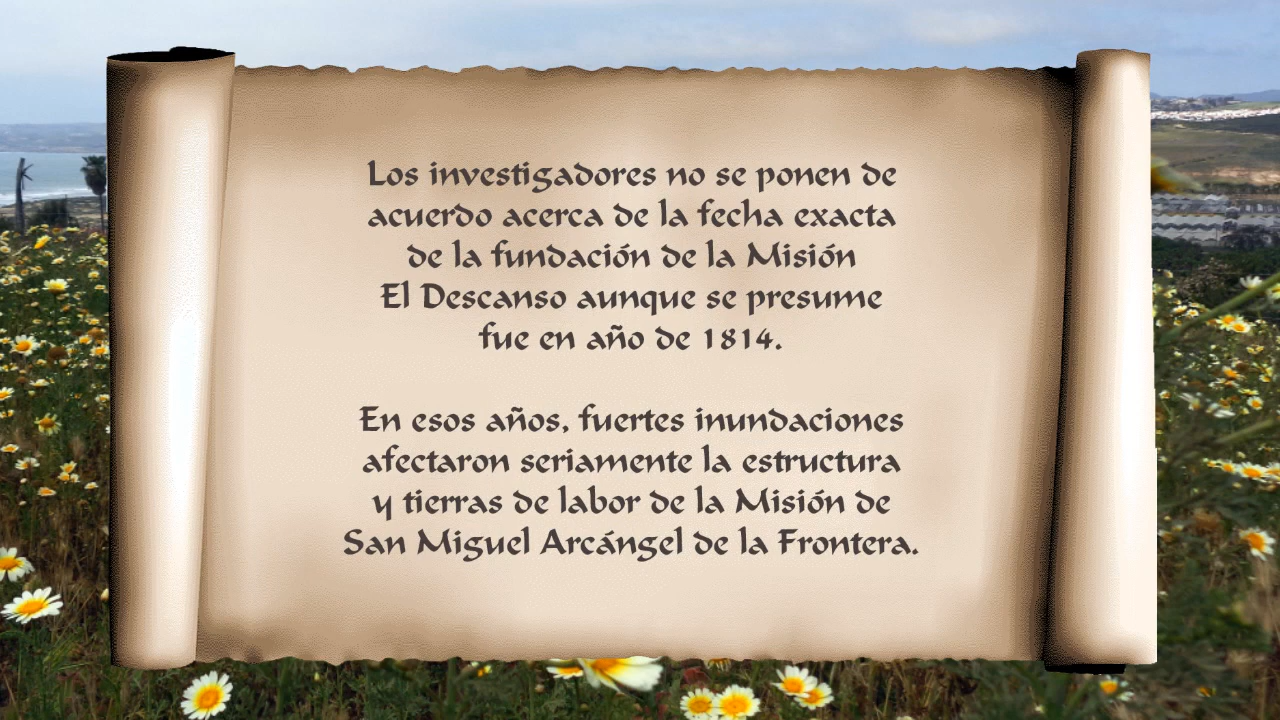 Los investigadores no se ponen de
acuerdo acerca de la fecha exacta
de la fundación de la Misión
El Descanso aunque se presume
fue en año de 1814.
En esos años, fuertes inundaciones
afectaron seriamente la estructura
y tierras de labor de la Misión de
San Miguel Arcángel de la Frontera.